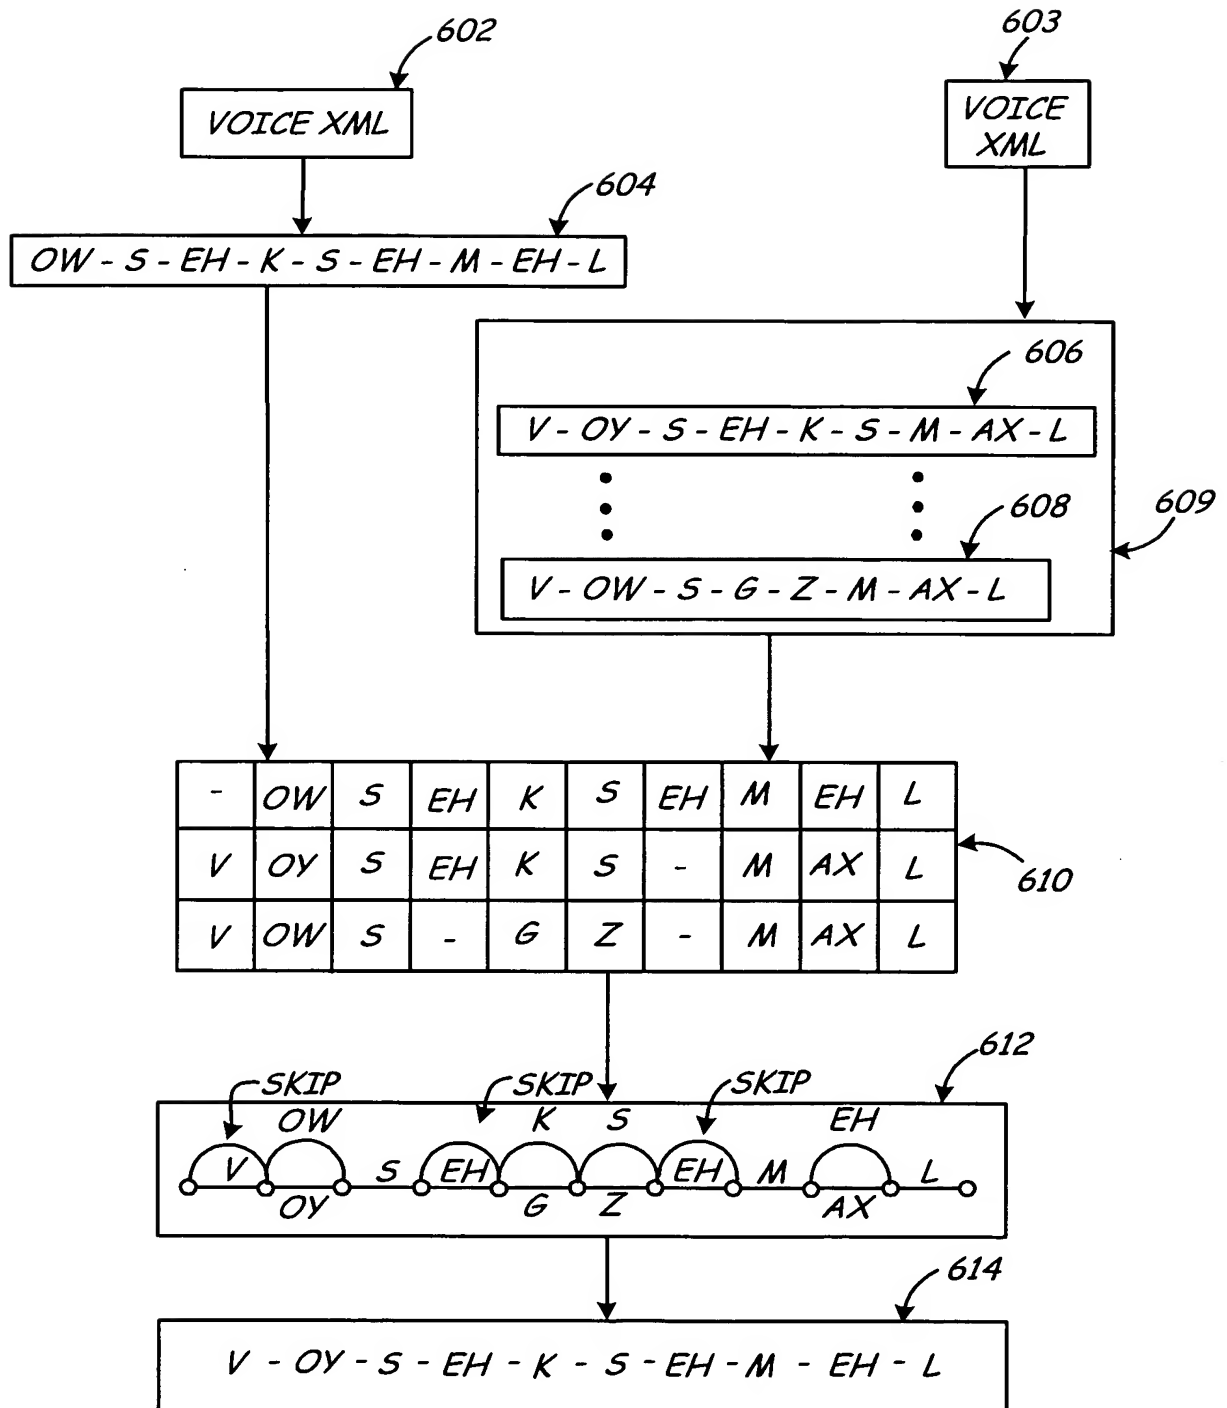 602
603
VOICE XML
VOICE
XML
604
OW - S - EH - K - S - EH - M - EH - L
606
V - OY - S - EH - K - S - M - AX - L
608
609
V - OW - S - G - Z - M - AX - L
- OW S EH K S EH M EH L
V OY S EH K S - M AX L
610
V OW S - G Z - M AX L
612
SKIP SKIP SKIP
OW K S EH
V S EH EH M L
OY G Z AX
614
V - OY - S - EH - K - S - EH - M - EH - L